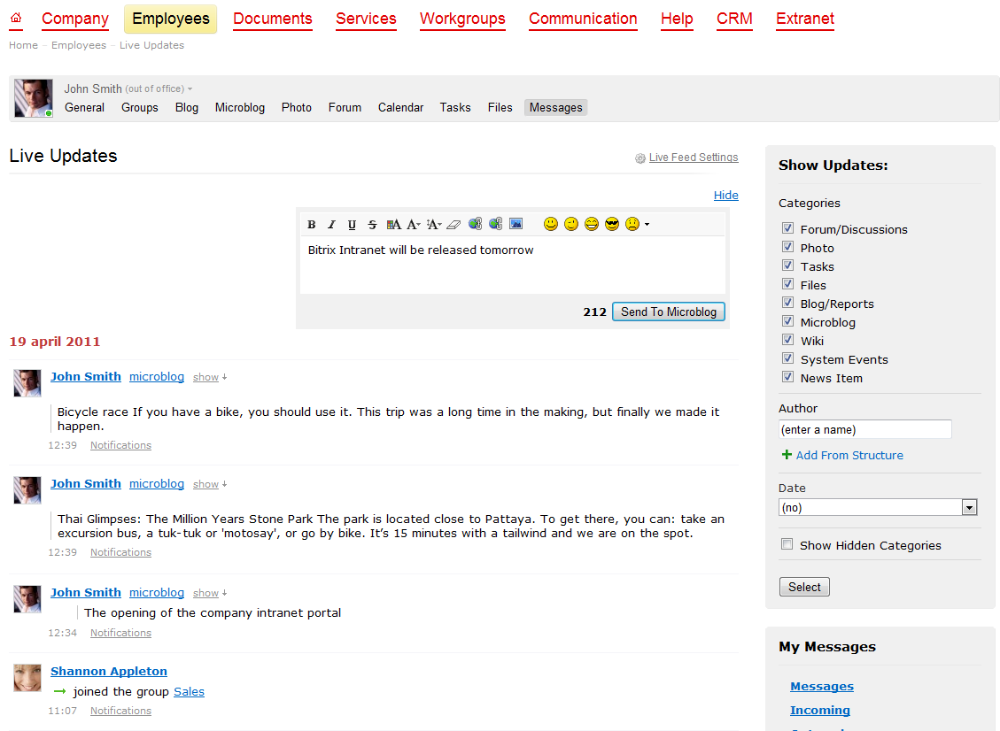 Company Employees Documents Services Workgroups Communication Help CRM Extranet
Home – Employees – Live Updates
John Smith (out of office)
General Groups Blog Microblog Photo Forum Calendar Tasks Files Messages
Live Updates
Live Feed Settings
Hide
B I U S A A A
Bitrix Intranet will be released tomorrow
212 Send To Microblog
19 april 2011
John Smith microblog show ↓
Bicycle race If you have a bike, you should use it. This trip was a long time in the making, but finally we made it
happen.
12:39 Notifications
John Smith microblog show ↓
Thai Glimpses: The Million Years Stone Park The park is located close to Pattaya. To get there, you can: take an
excursion bus, a tuk-tuk or 'motosay', or go by bike. It’s 15 minutes with a tailwind and we are on the spot.
12:39 Notifications
John Smith microblog show ↓
The opening of the company intranet portal
12:34 Notifications
Shannon Appleton
→ joined the group Sales
11:07 Notifications
Show Updates:
Categories
Forum/Discussions
Photo
Tasks
Files
Blog/Reports
Microblog
Wiki
System Events
News Item
Author
(enter a name)
+ Add From Structure
Date
(no)
Show Hidden Categories
Select
My Messages
Messages
Incoming